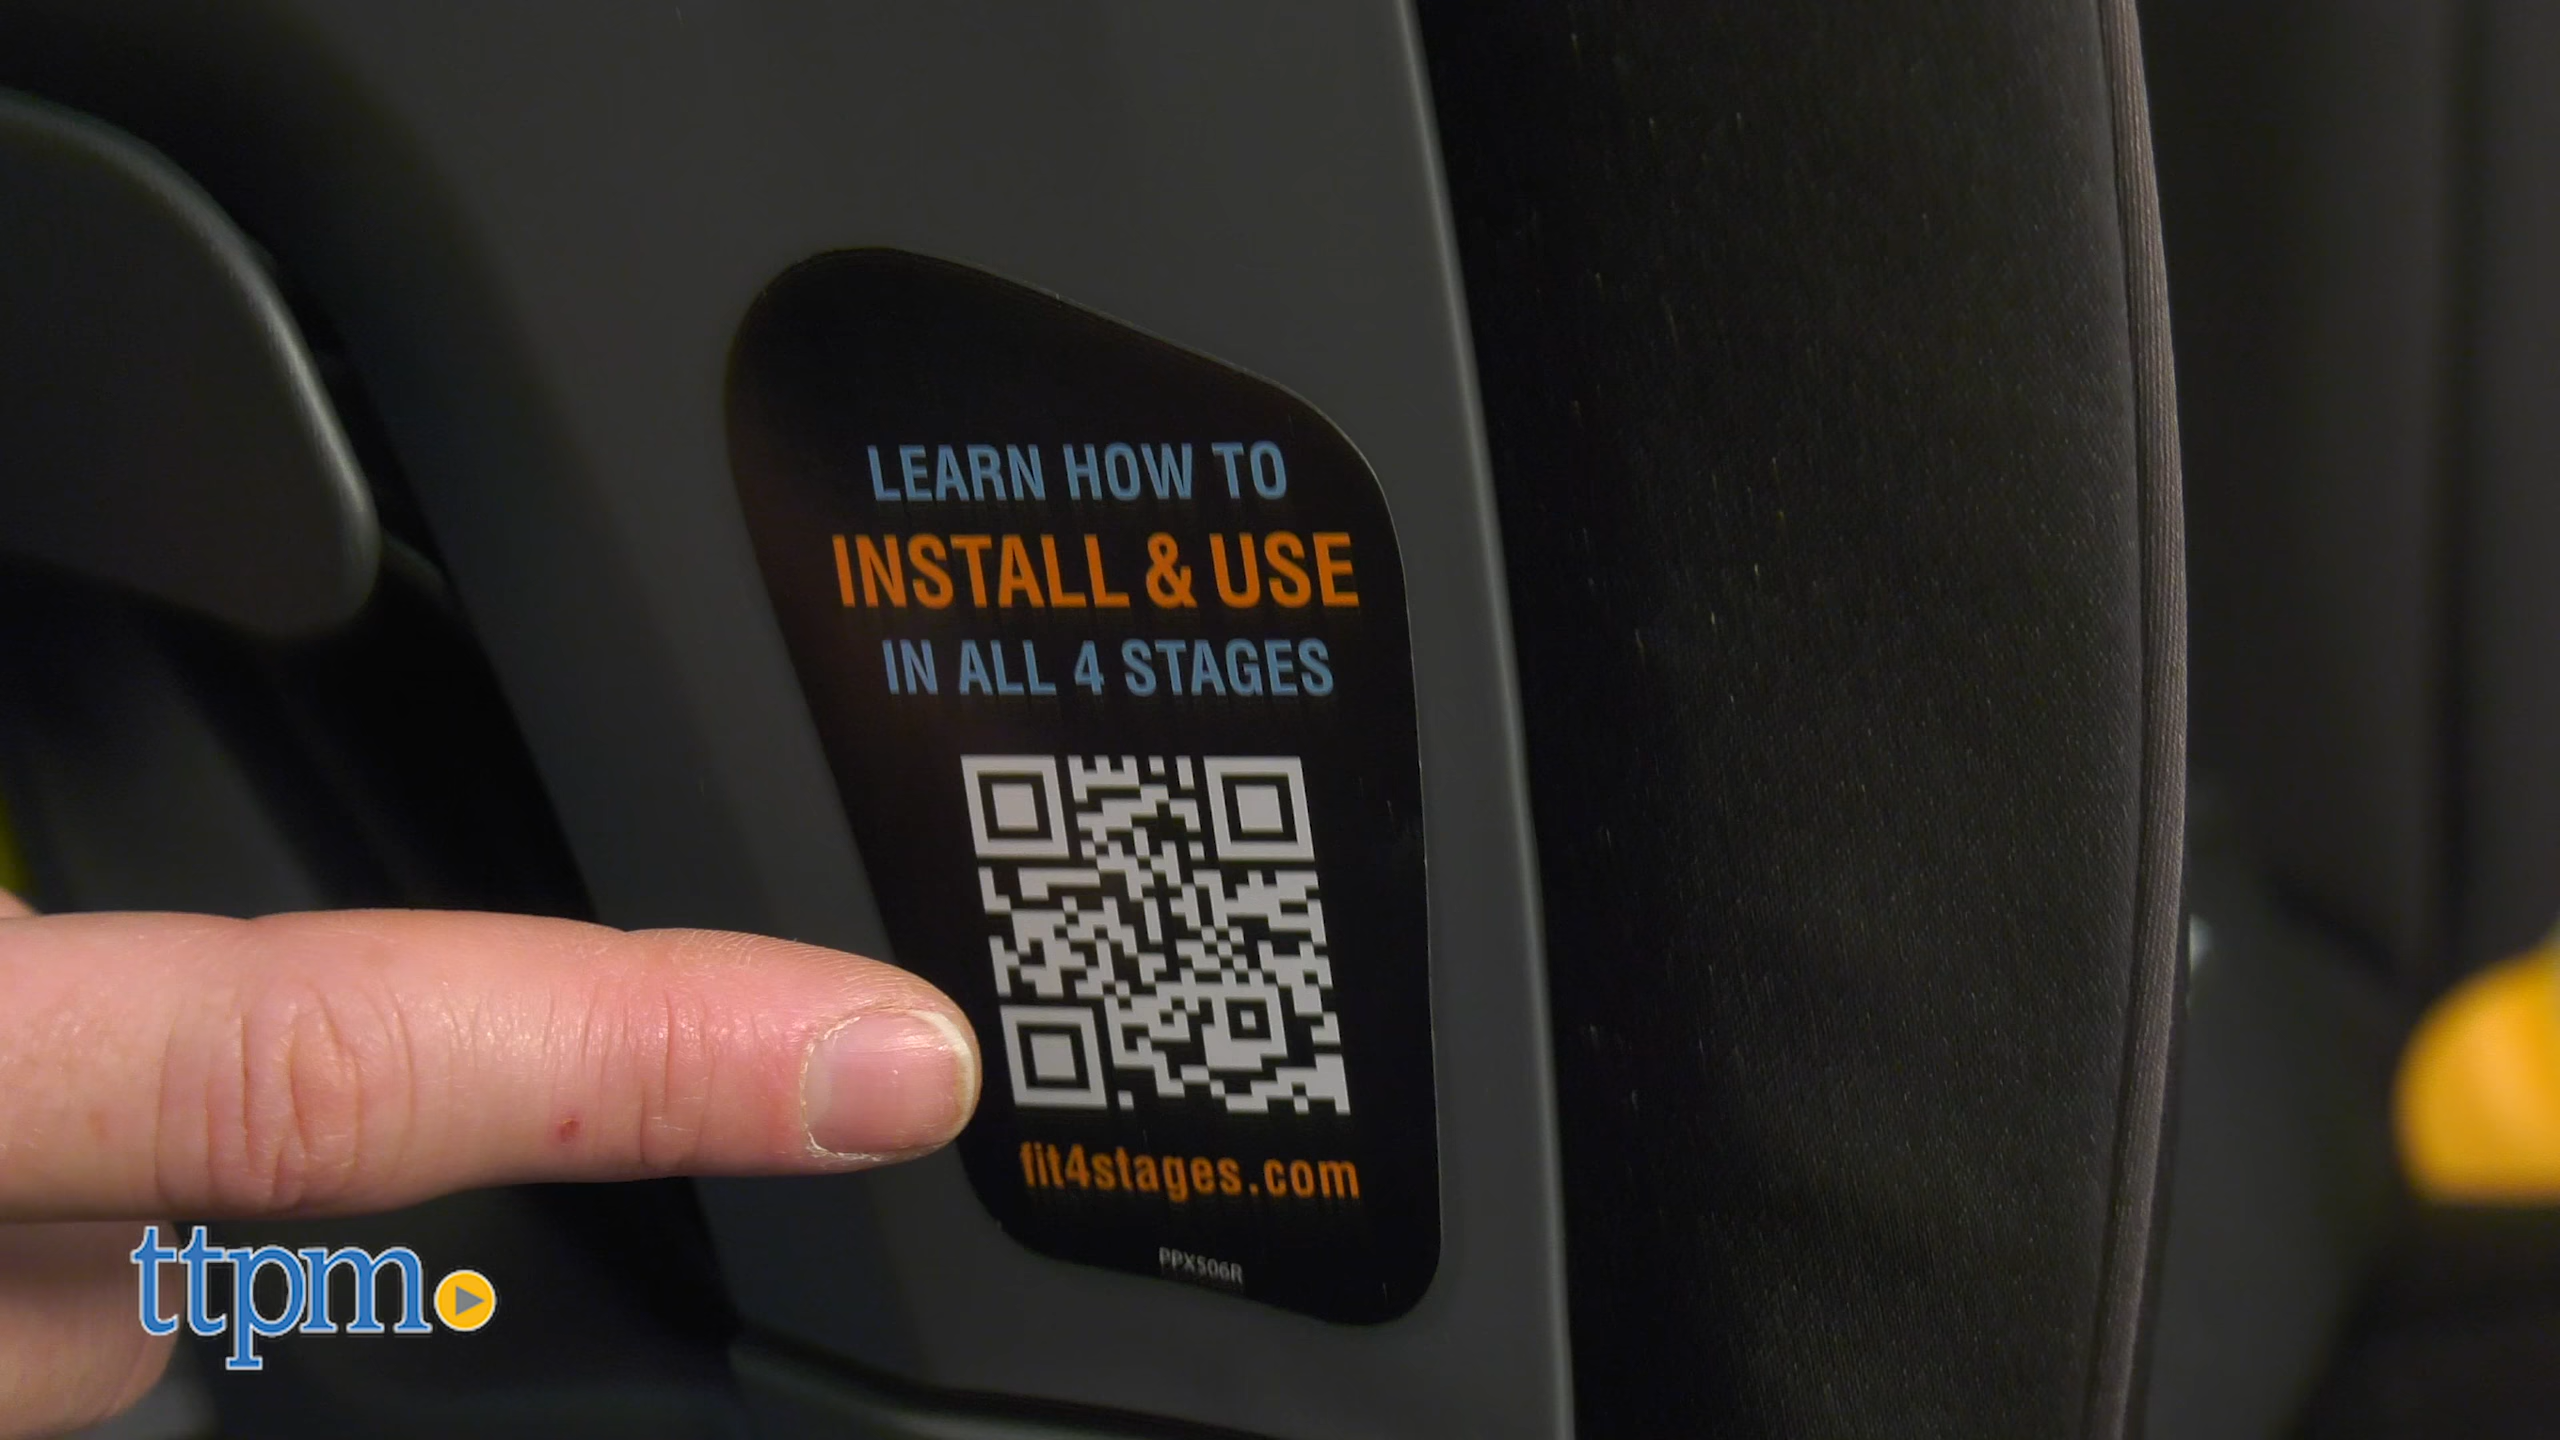 LEARN HOW TO
INSTALL & USE
IN ALL 4 STAGES
fit4stages.com
PPX506R
ttpm